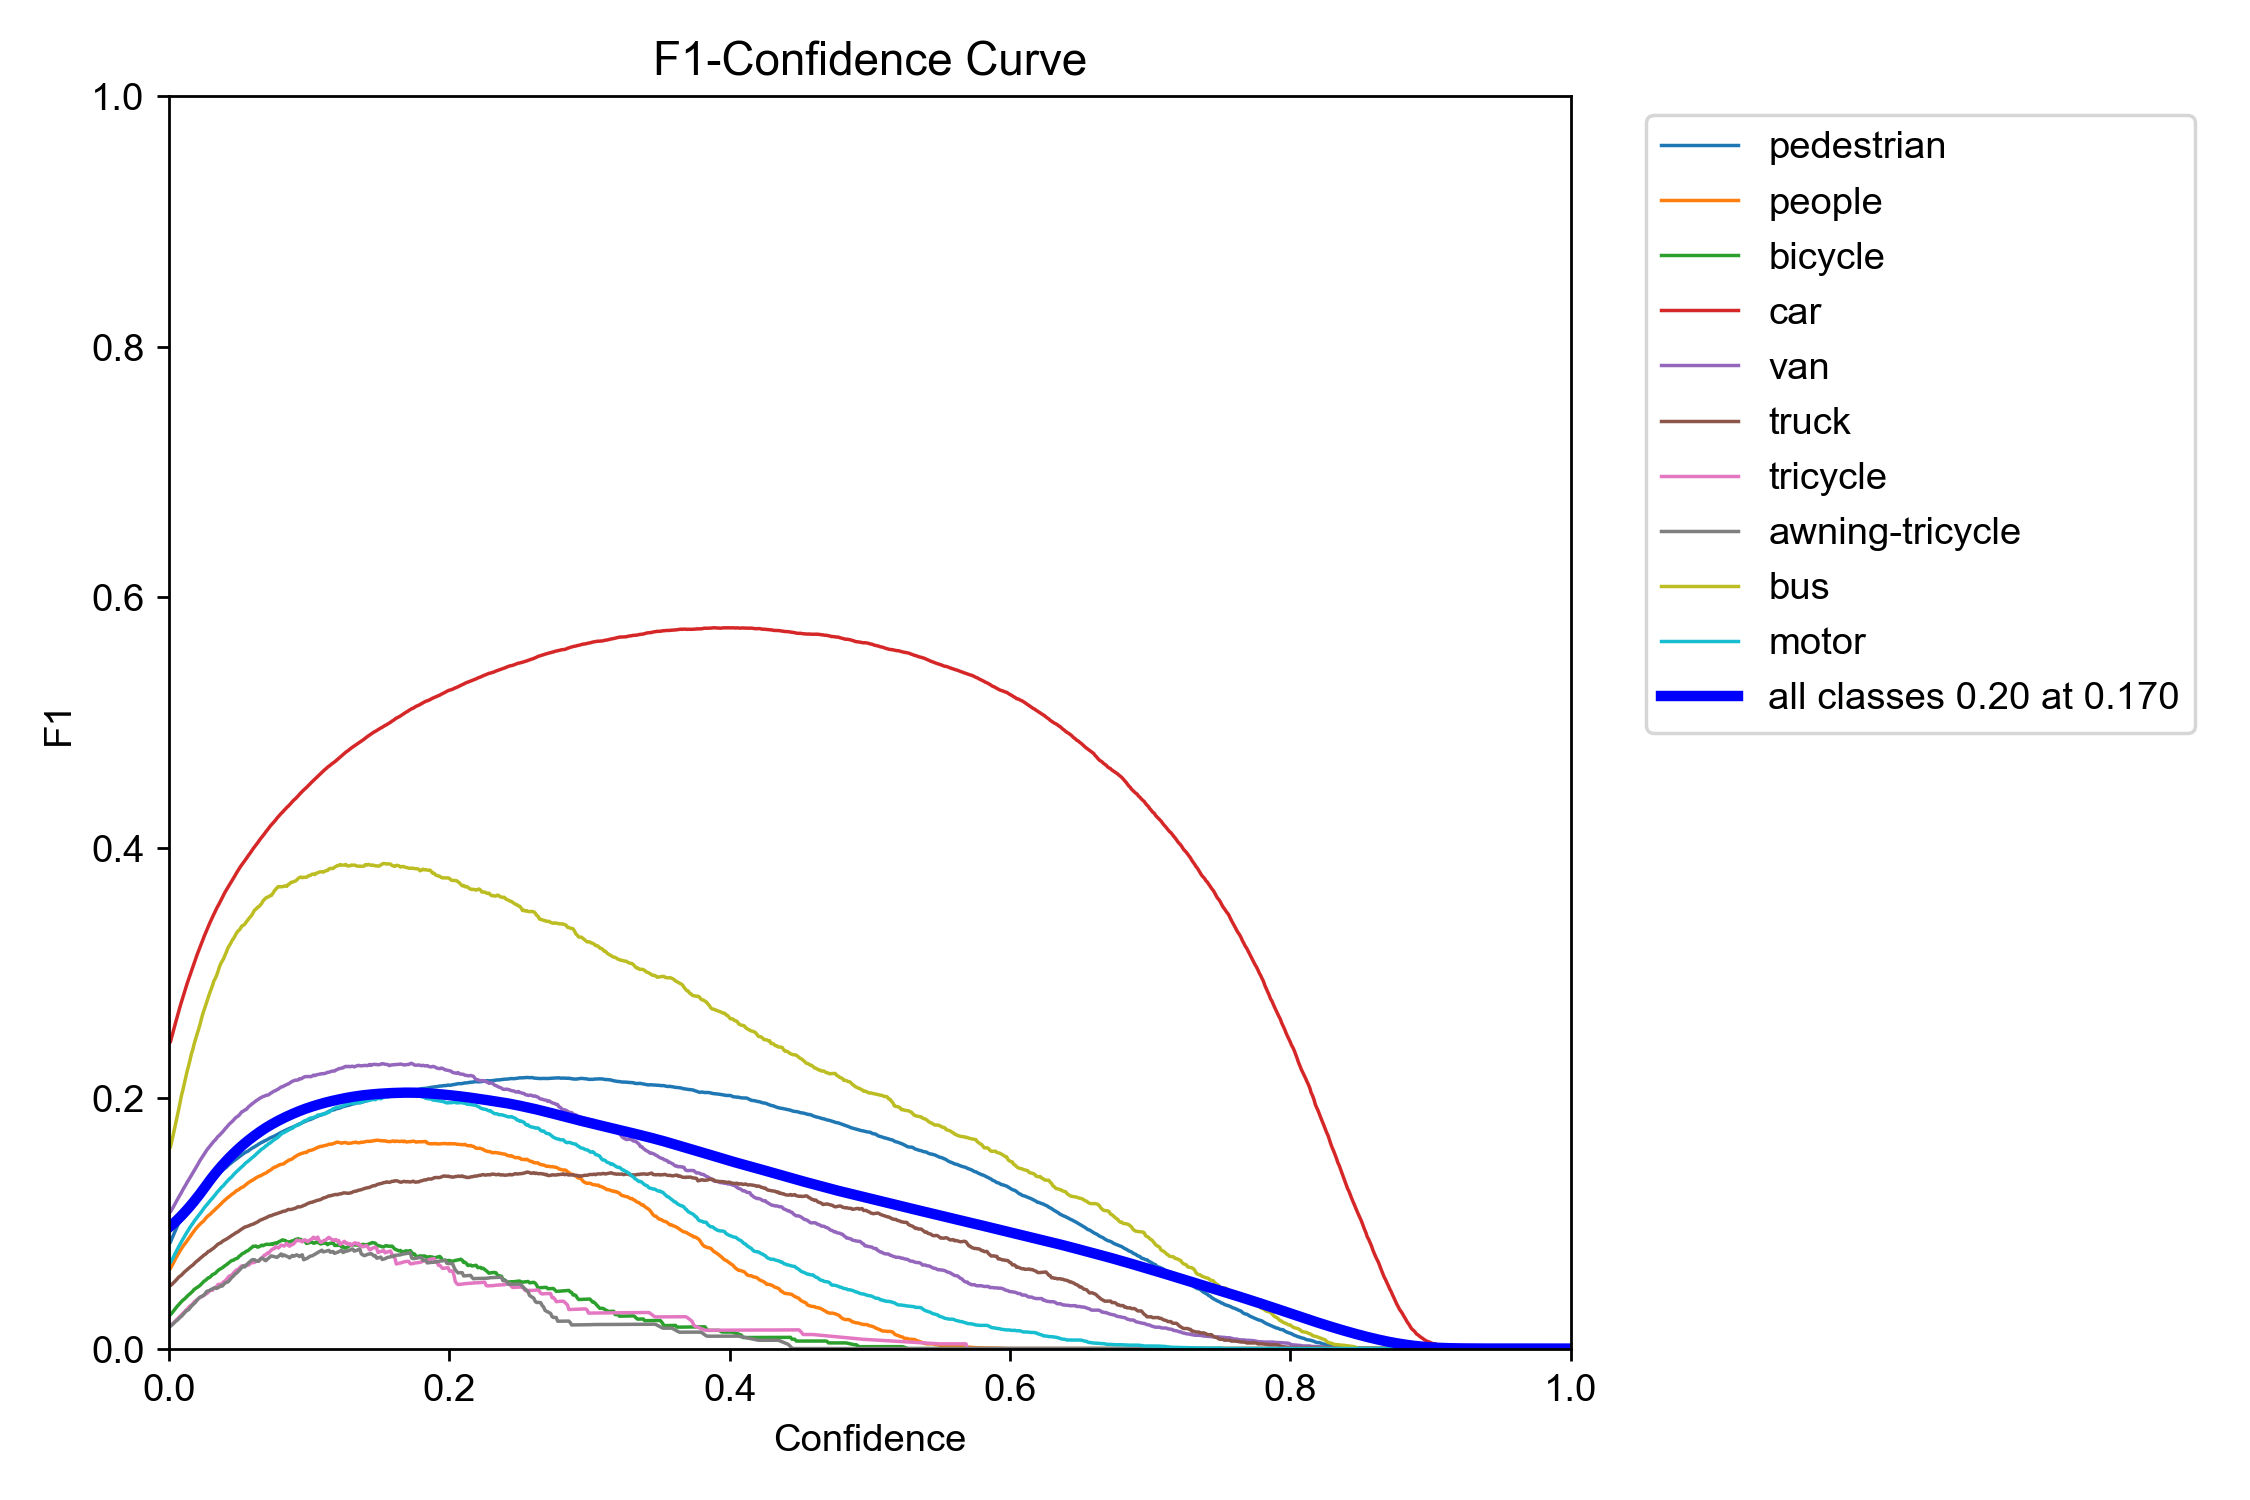 F1-Confidence Curve
1.0
0.8
0.6
0.4
0.2
0.0
F1
0.0 0.2 0.4 0.6 0.8 1.0
Confidence
pedestrian
people
bicycle
car
van
truck
tricycle
awning-tricycle
bus
motor
all classes 0.20 at 0.170